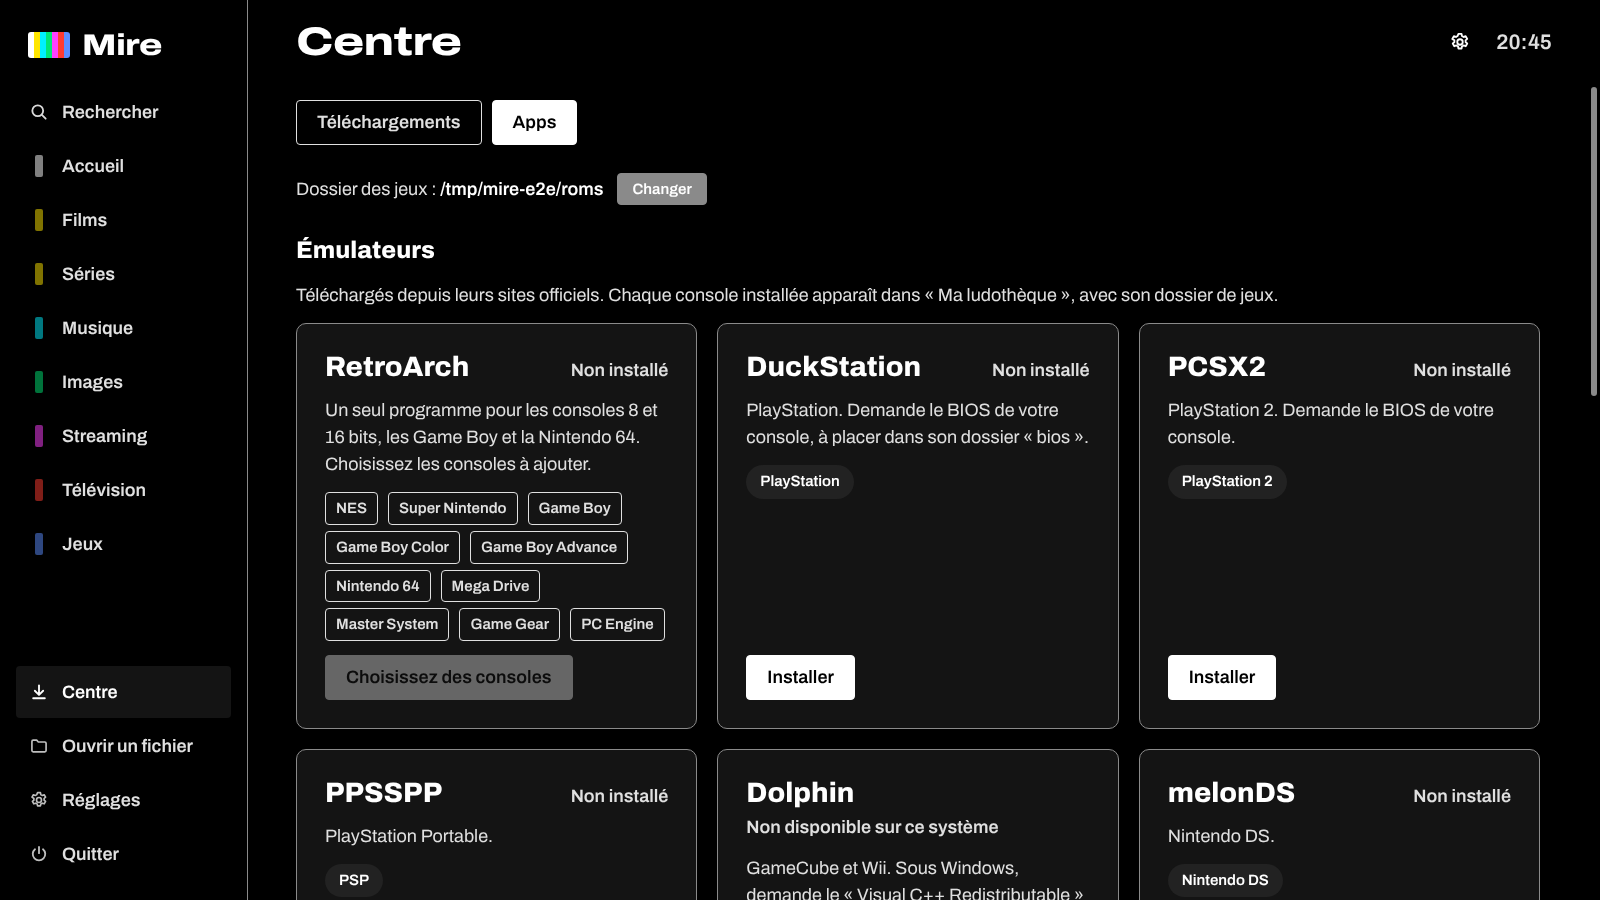 Mire
Rechercher
Accueil
Films
Séries
Musique
Images
Streaming
Télévision
Jeux
Centre
Ouvrir un fichier
Réglages
Quitter
Centre
20:45
Téléchargements
Apps
Dossier des jeux : /tmp/mire-e2e/roms
Changer
Émulateurs
Téléchargés depuis leurs sites officiels. Chaque console installée apparaît dans « Ma ludothèque », avec son dossier de jeux.
RetroArch
Non installé
Un seul programme pour les consoles 8 et
16 bits, les Game Boy et la Nintendo 64.
Choisissez les consoles à ajouter.
NES
Super Nintendo
Game Boy
Game Boy Color
Game Boy Advance
Nintendo 64
Mega Drive
Master System
Game Gear
PC Engine
Choisissez des consoles
DuckStation
Non installé
PlayStation. Demande le BIOS de votre
console, à placer dans son dossier « bios ».
PlayStation
Installer
PCSX2
Non installé
PlayStation 2. Demande le BIOS de votre
console.
PlayStation 2
Installer
PPSSPP
Non installé
PlayStation Portable.
PSP
Dolphin
Non disponible sur ce système
GameCube et Wii. Sous Windows,
demande le « Visual C++ Redistributable »
melonDS
Non installé
Nintendo DS.
Nintendo DS